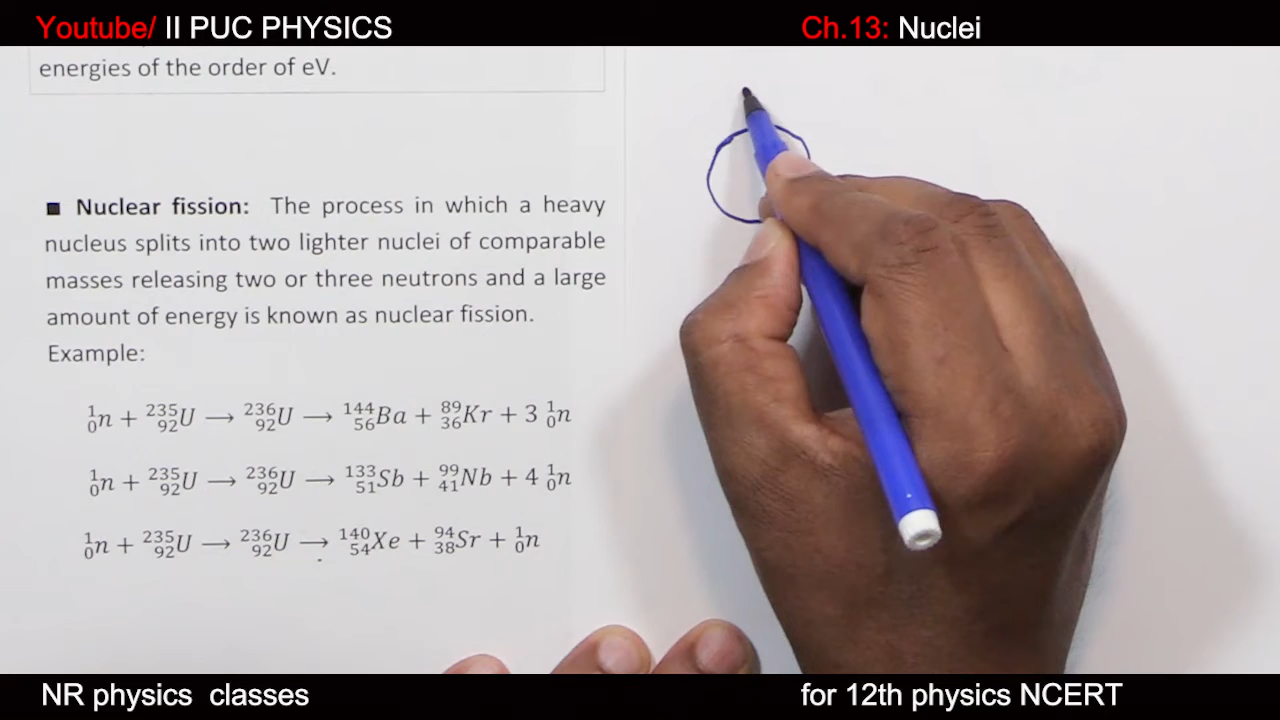 Youtube/ II PUC PHYSICS
Ch.13: Nuclei
energies of the order of eV.
■ Nuclear fission: The process in which a heavy
nucleus splits into two lighter nuclei of comparable
masses releasing two or three neutrons and a large
amount of energy is known as nuclear fission.
Example:
¹₀n + ²³⁵₉₂U → ²³⁶₉₂U → ¹⁴⁴₅₆Ba + ⁸⁹₃₆Kr + 3 ¹₀n
¹₀n + ²³⁵₉₂U → ²³⁶₉₂U → ¹³³₅₁Sb + ⁹⁹₄₁Nb + 4 ¹₀n
¹₀n + ²³⁵₉₂U → ²³⁶₉₂U → ¹⁴⁰₅₄Xe + ⁹⁴₃₈Sr + ¹₀n
NR physics classes
for 12th physics NCERT